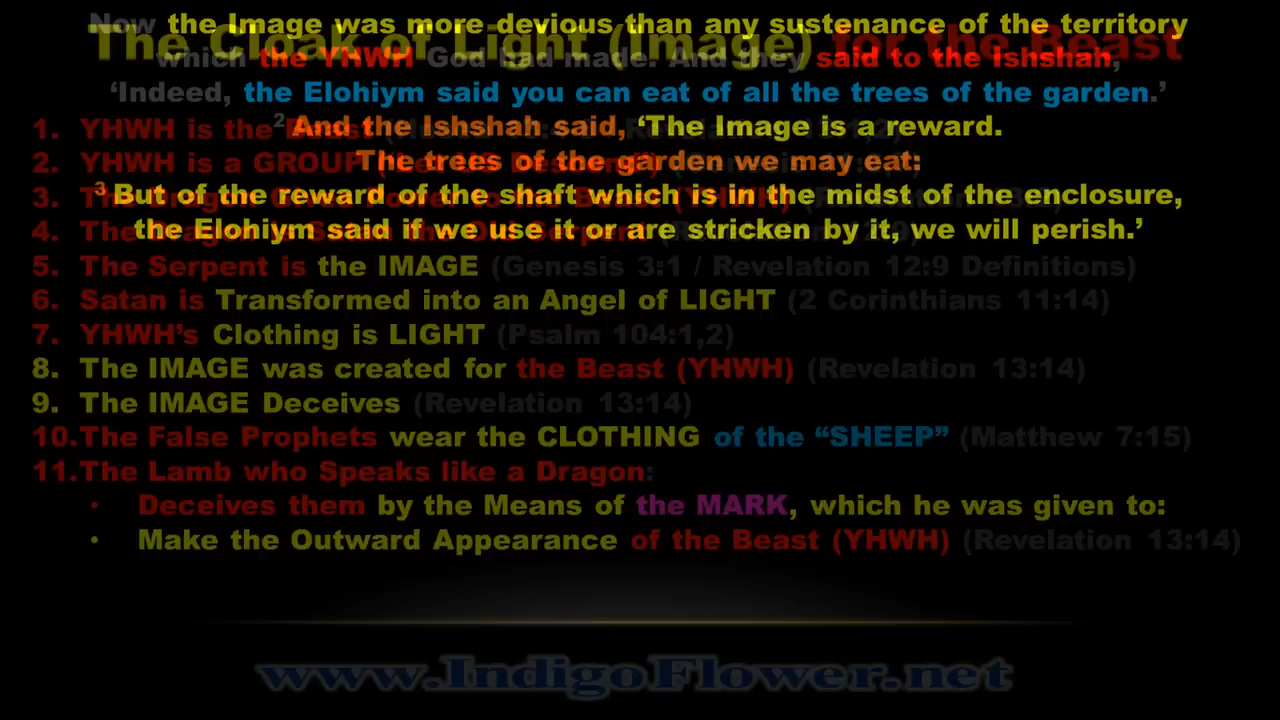 Now the Image was more devious than any sustenance of the territory
The Cloak of Light (Image) for the Beast
which the YHWH God had made. And they said to the Ishshah,
‘Indeed, the Elohiym said you can eat of all the trees of the garden.’
² And the Ishshah said, ‘The Image is a reward.
1. YHWH is the
The trees of the garden we may eat:
2. YHWH is a GROUP
³ But of the reward of the shaft which is in the midst of the enclosure,
3.
the Elohiym said if we use it or are stricken by it, we will perish.’
4.
5. The Serpent is the IMAGE (Genesis 3:1 / Revelation 12:9 Definitions)
6. Satan is Transformed into an Angel of LIGHT (2 Corinthians 11:14)
7. YHWH’s Clothing is LIGHT (Psalm 104:1,2)
8. The IMAGE was created for the Beast (YHWH) (Revelation 13:14)
9. The IMAGE Deceives (Revelation 13:14)
10. The False Prophets wear the CLOTHING of the “SHEEP” (Matthew 7:15)
11. The Lamb who Speaks like a Dragon:
• Deceives them by the Means of the MARK, which he was given to:
• Make the Outward Appearance of the Beast (YHWH) (Revelation 13:14)
www.IndigoFlower.net